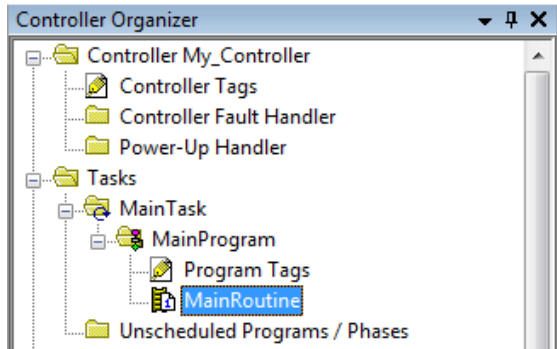 Controller Organizer
Controller My_Controller
Controller Tags
Controller Fault Handler
Power-Up Handler
Tasks
MainTask
MainProgram
Program Tags
MainRoutine
Unscheduled Programs / Phases